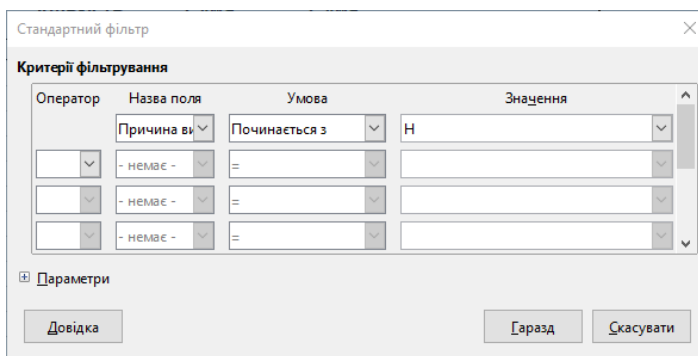 Стандартний фільтр
Критерії фільтрування
Оператор Назва поля Умова Значення
Причина ви Починається з Н
- немає - =
- немає - =
- немає - =
Параметри
Довідка Гаразд Скасувати